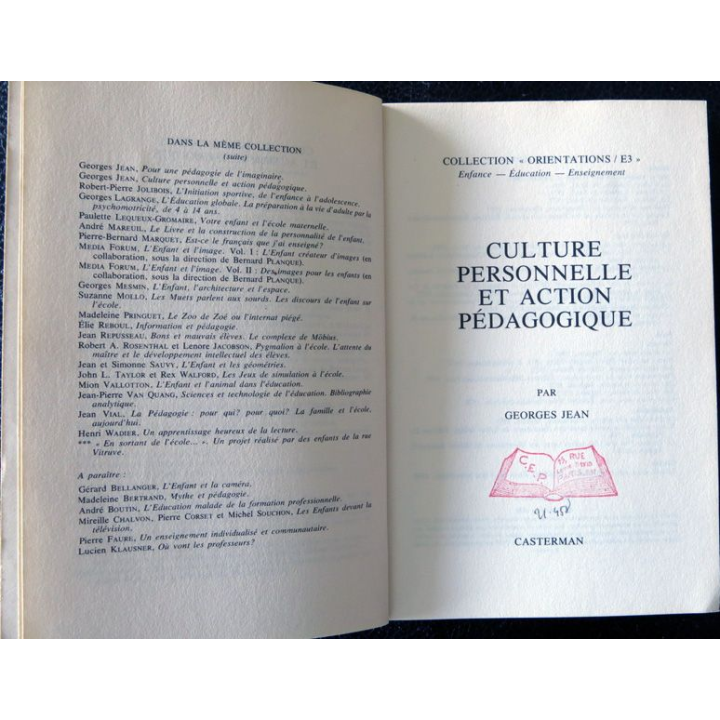 DANS LA MÊME COLLECTION
(suite)
Georges JEAN, Pour une pédagogie de l'imaginaire.
Georges JEAN, Culture personnelle et action pédagogique.
Robert-Pierre JOLIBOIS, L'Initiation sportive, de l'enfance à l'adolescence.
Georges LAGRANGE, L'Éducation globale. La préparation à la vie d'adulte par la
psychomotricité, de 4 à 14 ans.
Paulette LEQUEUX-GROMAIRE, Votre enfant et l'école maternelle.
André MAREUIL, Le Livre et la construction de la personnalité de l'enfant.
Pierre-Bernard MARQUET, Est-ce le français que j'ai enseigné?
MEDIA FORUM, L'Enfant et l'image. Vol. I : L'Enfant créateur d'images (en
collaboration, sous la direction de Bernard PLANQUE).
MEDIA FORUM, L'Enfant et l'image. Vol. II : Des images pour les enfants (en
collaboration, sous la direction de Bernard PLANQUE).
Georges MESMIN, L'Enfant, l'architecture et l'espace.
Suzanne MOLLO, Les Muets parlent aux sourds. Les discours de l'enfant sur
l'école.
Madeleine PRINGUET, Le Zoo de Zoé ou l'internat piégé.
Élie REBOUL, Information et pédagogie.
Jean REPUSSEAU, Bons et mauvais élèves. Le complexe de Möbius.
Robert A. ROSENTHAL et Lenore JACOBSON, Pygmalion à l'école. L'attente du
maître et le développement intellectuel des élèves.
Jean et Simonne SAUVY, L'Enfant et les géométries.
John L. TAYLOR et Rex WALFORD, Les Jeux de simulation à l'école.
Mion VALLOTTON, L'Enfant et l'animal dans l'éducation.
Jean-Pierre VAN QUANG, Sciences et technologie de l'éducation. Bibliographie
analytique.
Jean VIAL, La Pédagogie : pour qui? pour quoi? La famille et l'école,
aujourd'hui.
Henri WADIER, Un apprentissage heureux de la lecture.
*** « En sortant de l'école... ». Un projet réalisé par des enfants de la rue
Vitruve.
A paraître :
Gérard BELLANGER, L'Enfant et la caméra.
Madeleine BERTRAND, Mythe et pédagogie.
André BOUTIN, L'Education malade de la formation professionnelle.
Mireille CHALVON, Pierre CORSET et Michel SOUCHON, Les Enfants devant la
télévision.
Pierre FAURE, Un enseignement individualisé et communautaire.
Lucien KLAUSNER, Où vont les professeurs?
COLLECTION « ORIENTATIONS / E3 »
Enfance — Éducation — Enseignement
CULTURE
PERSONNELLE
ET ACTION
PÉDAGOGIQUE
PAR
GEORGES JEAN
C.E.P
RUE
CASTERMAN